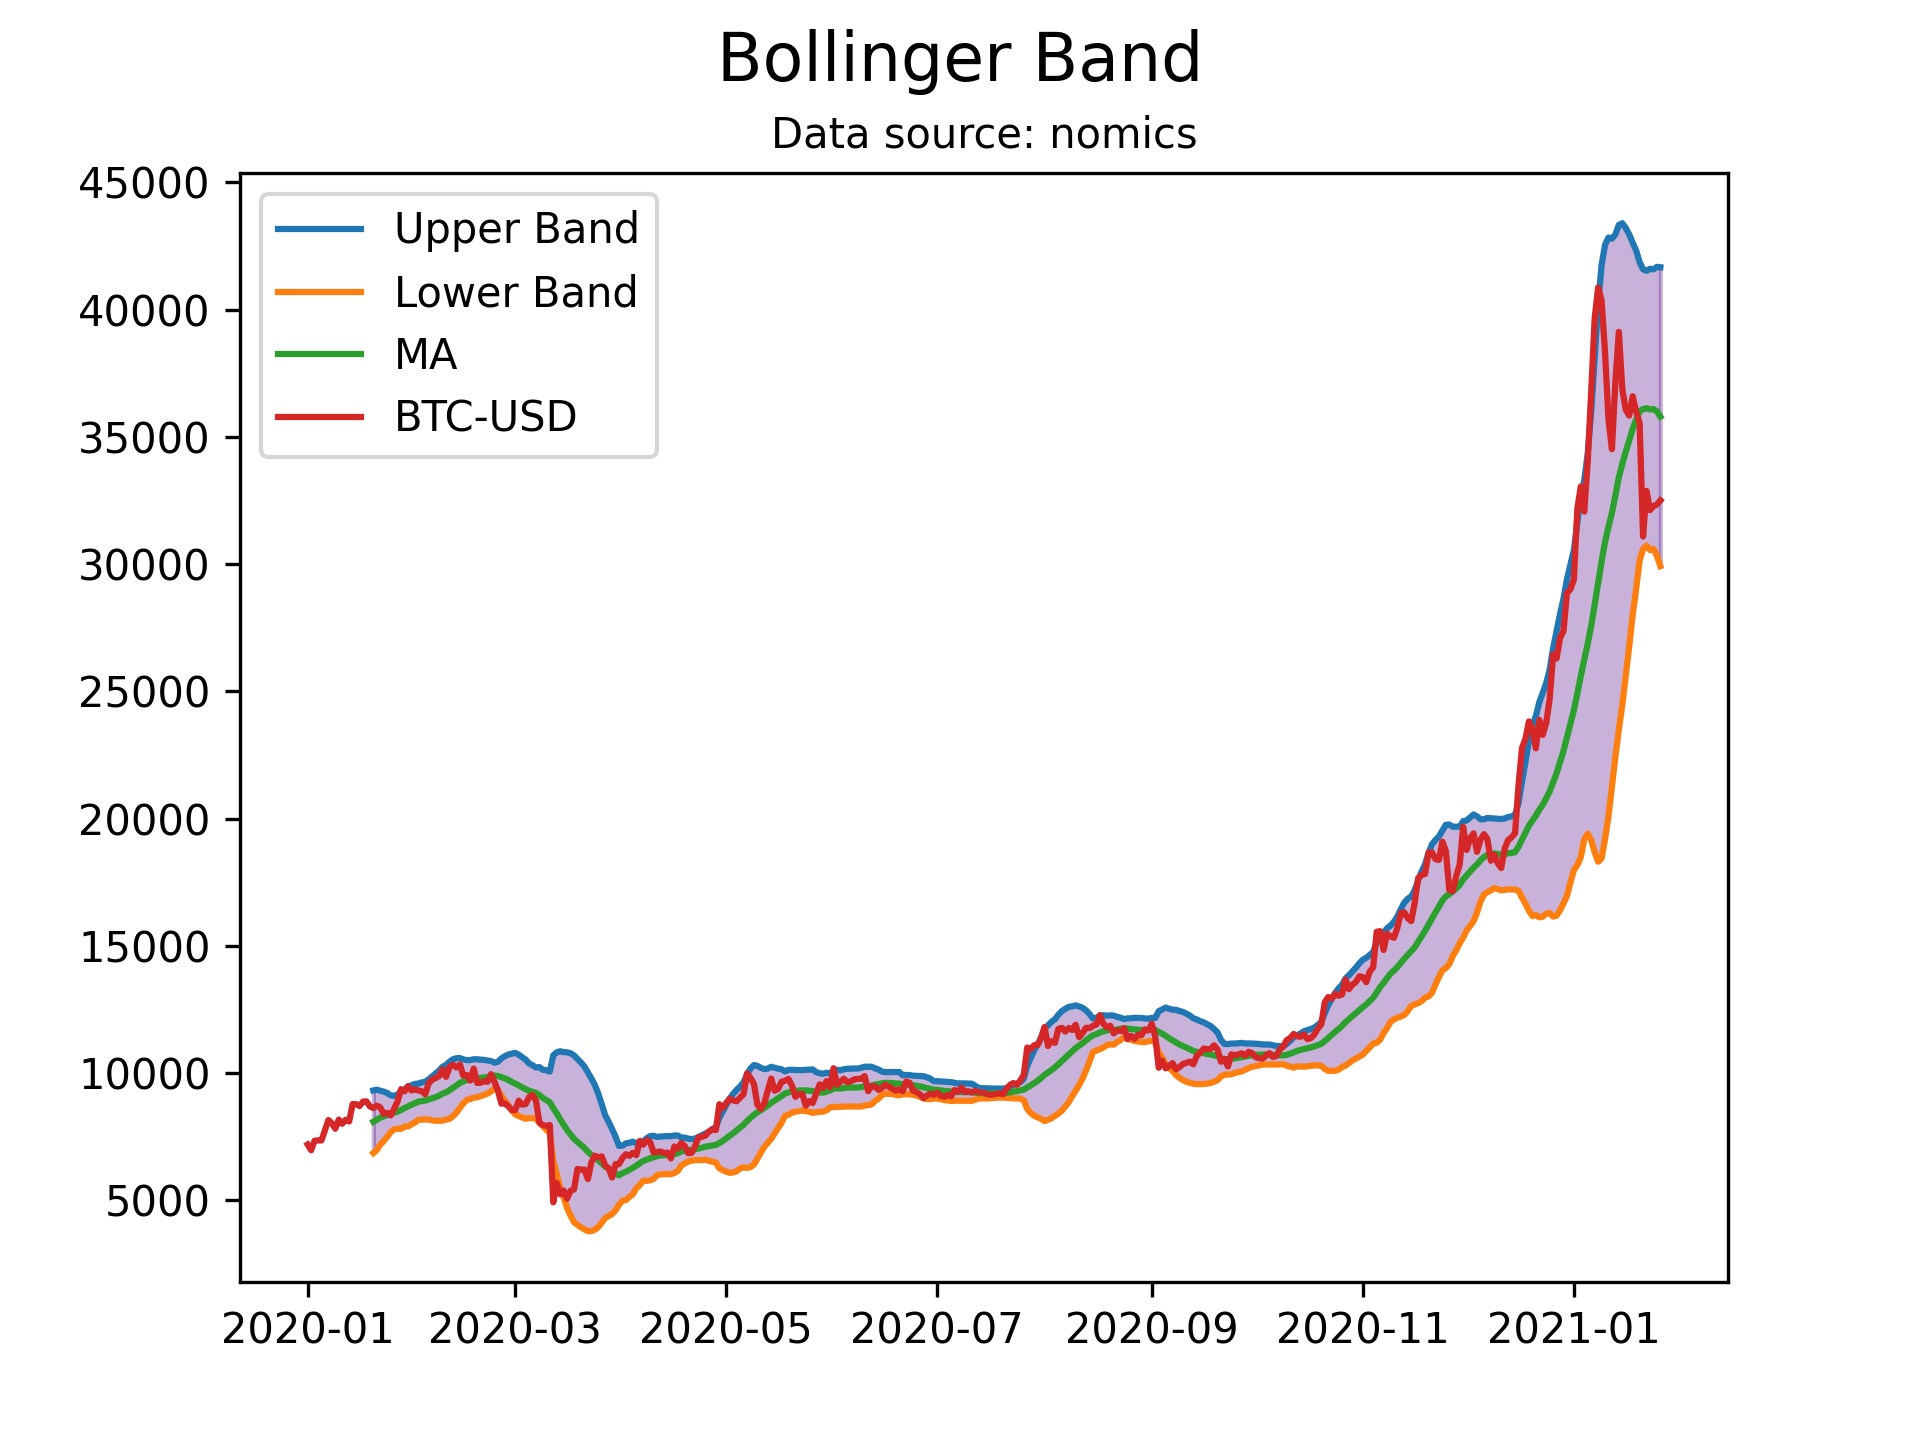 Bollinger Band
Data source: nomics
45000
40000
35000
30000
25000
20000
15000
10000
5000
Upper Band
Lower Band
MA
BTC-USD
2020-01 2020-03 2020-05 2020-07 2020-09 2020-11 2021-01